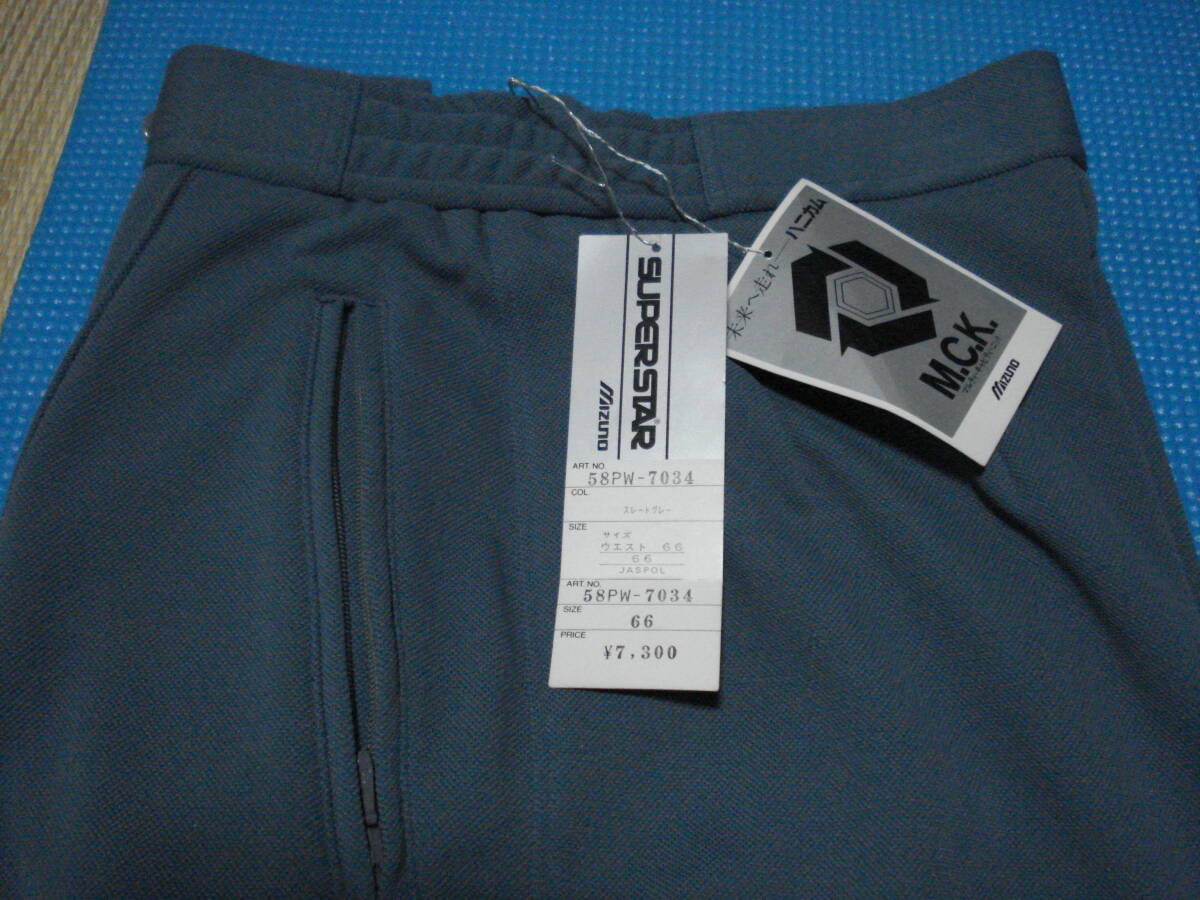 SUPERSTAR
MIZUNO
ART. NO.
58PW-7034
COL.
スレートグレー
SIZE
サイズ
ウエスト 66
66
JASPOL
ART. NO.
58PW-7034
SIZE
66
PRICE
¥7,300
未来へ走れ——ハニカム
M.C.K.
MIZUNO